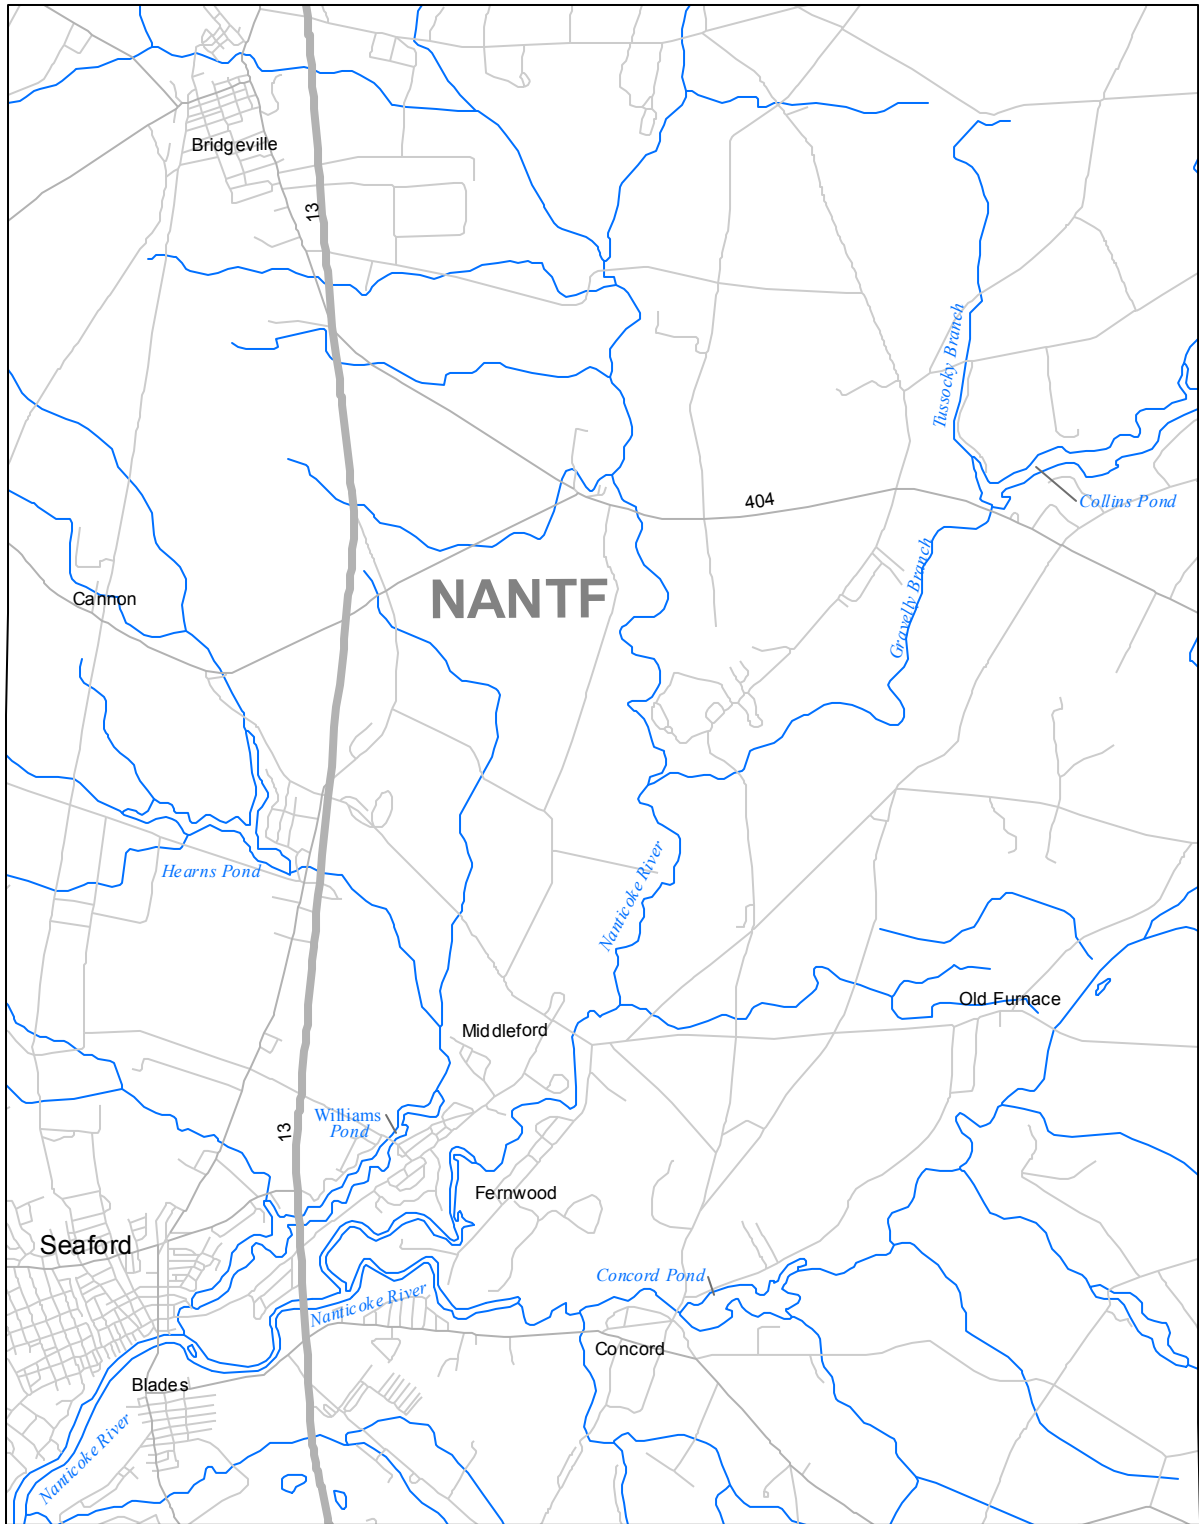 Bridgeville
13
Tussocky Branch
404
Collins Pond
Gravelly Branch
NANTF
Cannon
Hearns Pond
Nanticoke River
Old Furnace
Middleford
Williams
Pond
13
Fernwood
Seaford
Concord Pond
Nanticoke River
Concord
Blades
Nanticoke River